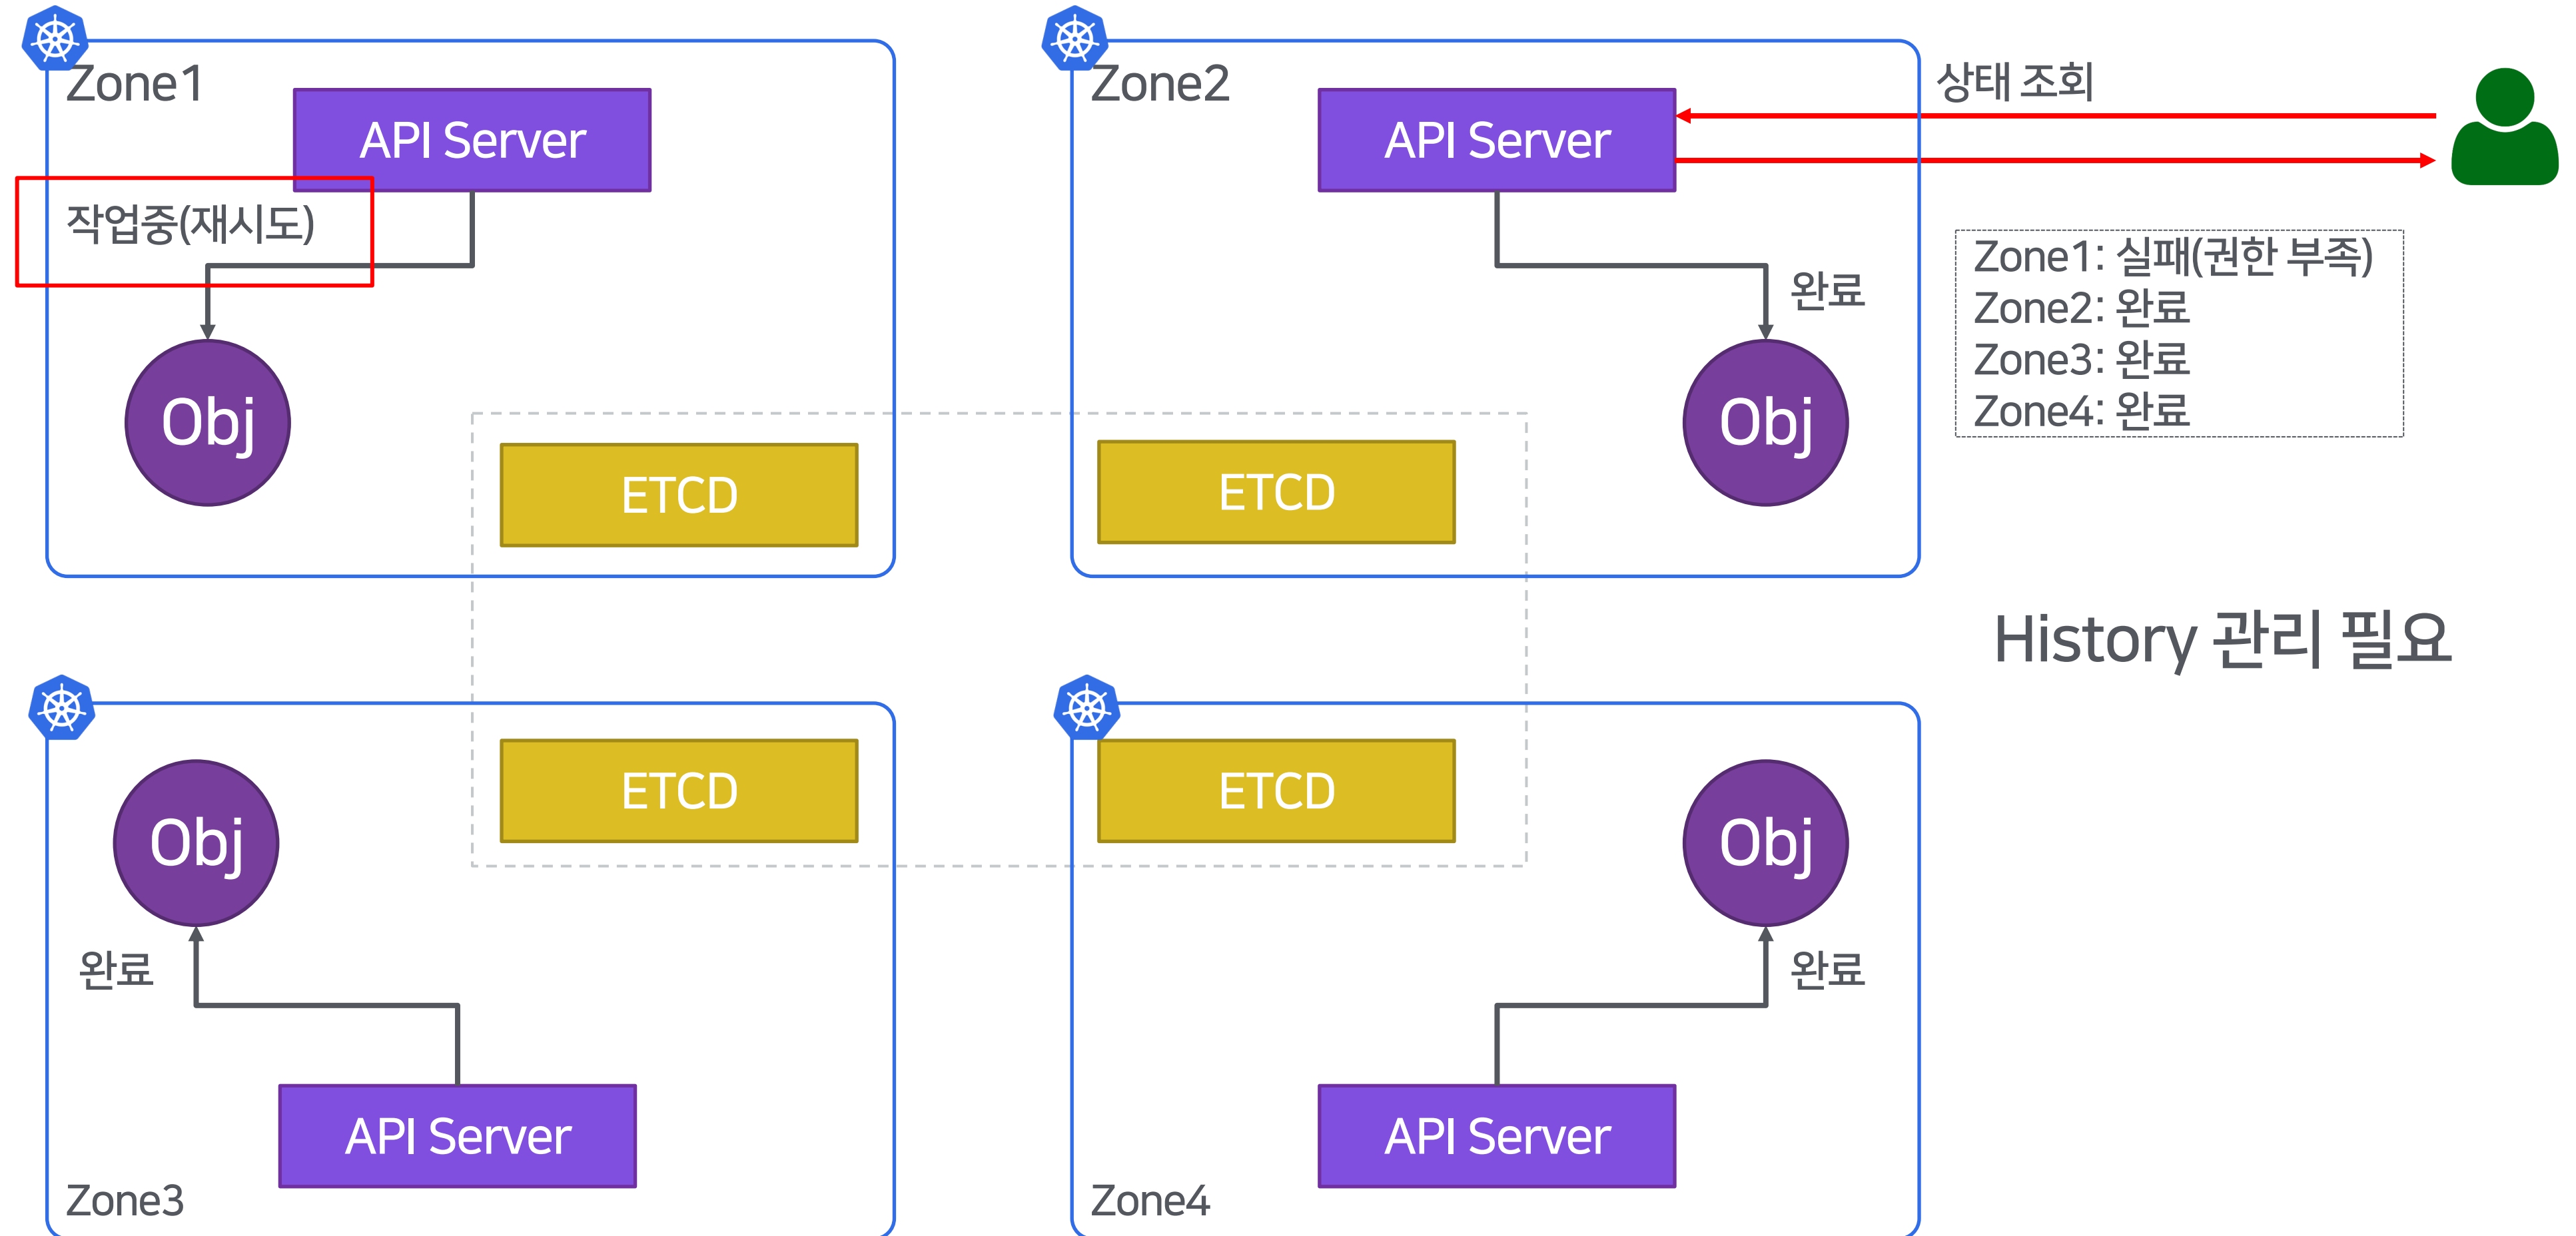 Zone1
API Server
작업중(재시도)
Obj
ETCD
Zone2
API Server
완료
Obj
ETCD
상태 조회
Zone1: 실패(권한 부족)
Zone2: 완료
Zone3: 완료
Zone4: 완료
History 관리 필요
ETCD
Obj
완료
API Server
Zone3
ETCD
Obj
완료
API Server
Zone4